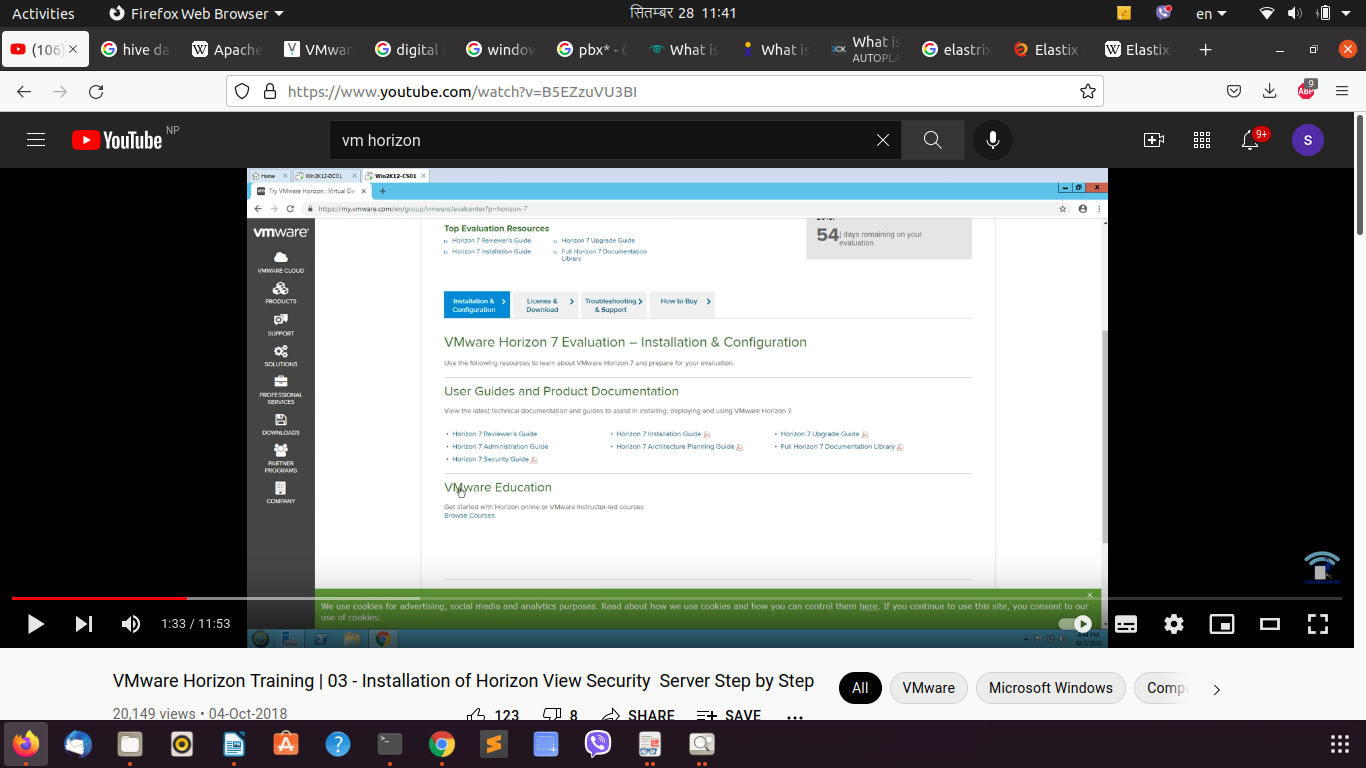 Activities
Firefox Web Browser
सितम्बर 28 11:41
en
(106)
hive da
Apache
VMwar
digital
window
pbx* - G
What is
What is
What is
AUTOPLA
elastrix
Elastix
Elastix
https://www.youtube.com/watch?v=B5EZzuVU3BI
ABP
9
YouTube NP
vm horizon
9+
S
Home
Win2K12-DC01
Win2K12-CS01
Try VMware Horizon : Virtual De
https://my.vmware.com/en/group/vmware/evalcenter?p=horizon-7
vmware
VMWARE CLOUD
PRODUCTS
SUPPORT
SOLUTIONS
PROFESSIONAL
SERVICES
DOWNLOADS
PARTNER
PROGRAMS
COMPANY
Top Evaluation Resources
Horizon 7 Reviewer's Guide
Horizon 7 Upgrade Guide
Horizon 7 Installation Guide
Full Horizon 7 Documentation
Library
54 days remaining on your
evaluation.
Installation &
Configuration
License &
Download
Troubleshooting
& Support
How to Buy
VMware Horizon 7 Evaluation – Installation & Configuration
Use the following resources to learn about VMware Horizon 7 and prepare for your evaluation.
User Guides and Product Documentation
View the latest technical documentation and guides to assist in installing, deploying and using VMware Horizon 7.
Horizon 7 Reviewer's Guide
Horizon 7 Installation Guide
Horizon 7 Upgrade Guide
Horizon 7 Administration Guide
Horizon 7 Architecture Planning Guide
Full Horizon 7 Documentation Library
Horizon 7 Security Guide
VMware Education
Get started with Horizon online or VMware instructor-led courses.
Browse Courses
We use cookies for advertising, social media and analytics purposes. Read about how we use cookies and how you can control them here. If you continue to use this site, you consent to our
use of cookies.
1:33 / 11:53
VMware Horizon Training | 03 - Installation of Horizon View Security Server Step by Step
20,149 views • 04-Oct-2018
123
8
SHARE
SAVE
All
VMware
Microsoft Windows
Compu